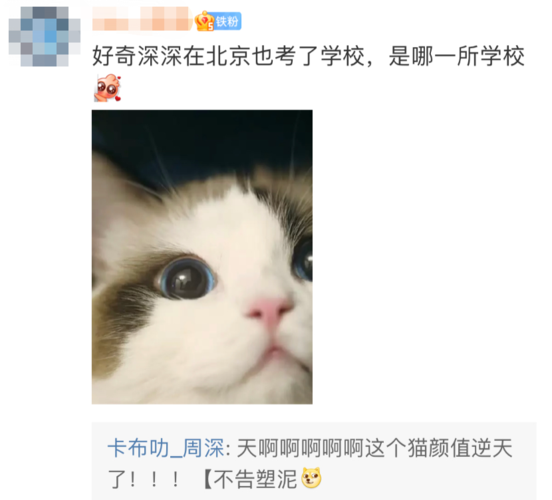 铁粉
好奇深深在北京也考了学校，是哪一所学校
卡布叻_周深: 天啊啊啊啊啊这个猫颜值逆天
了！！！【不告塑泥